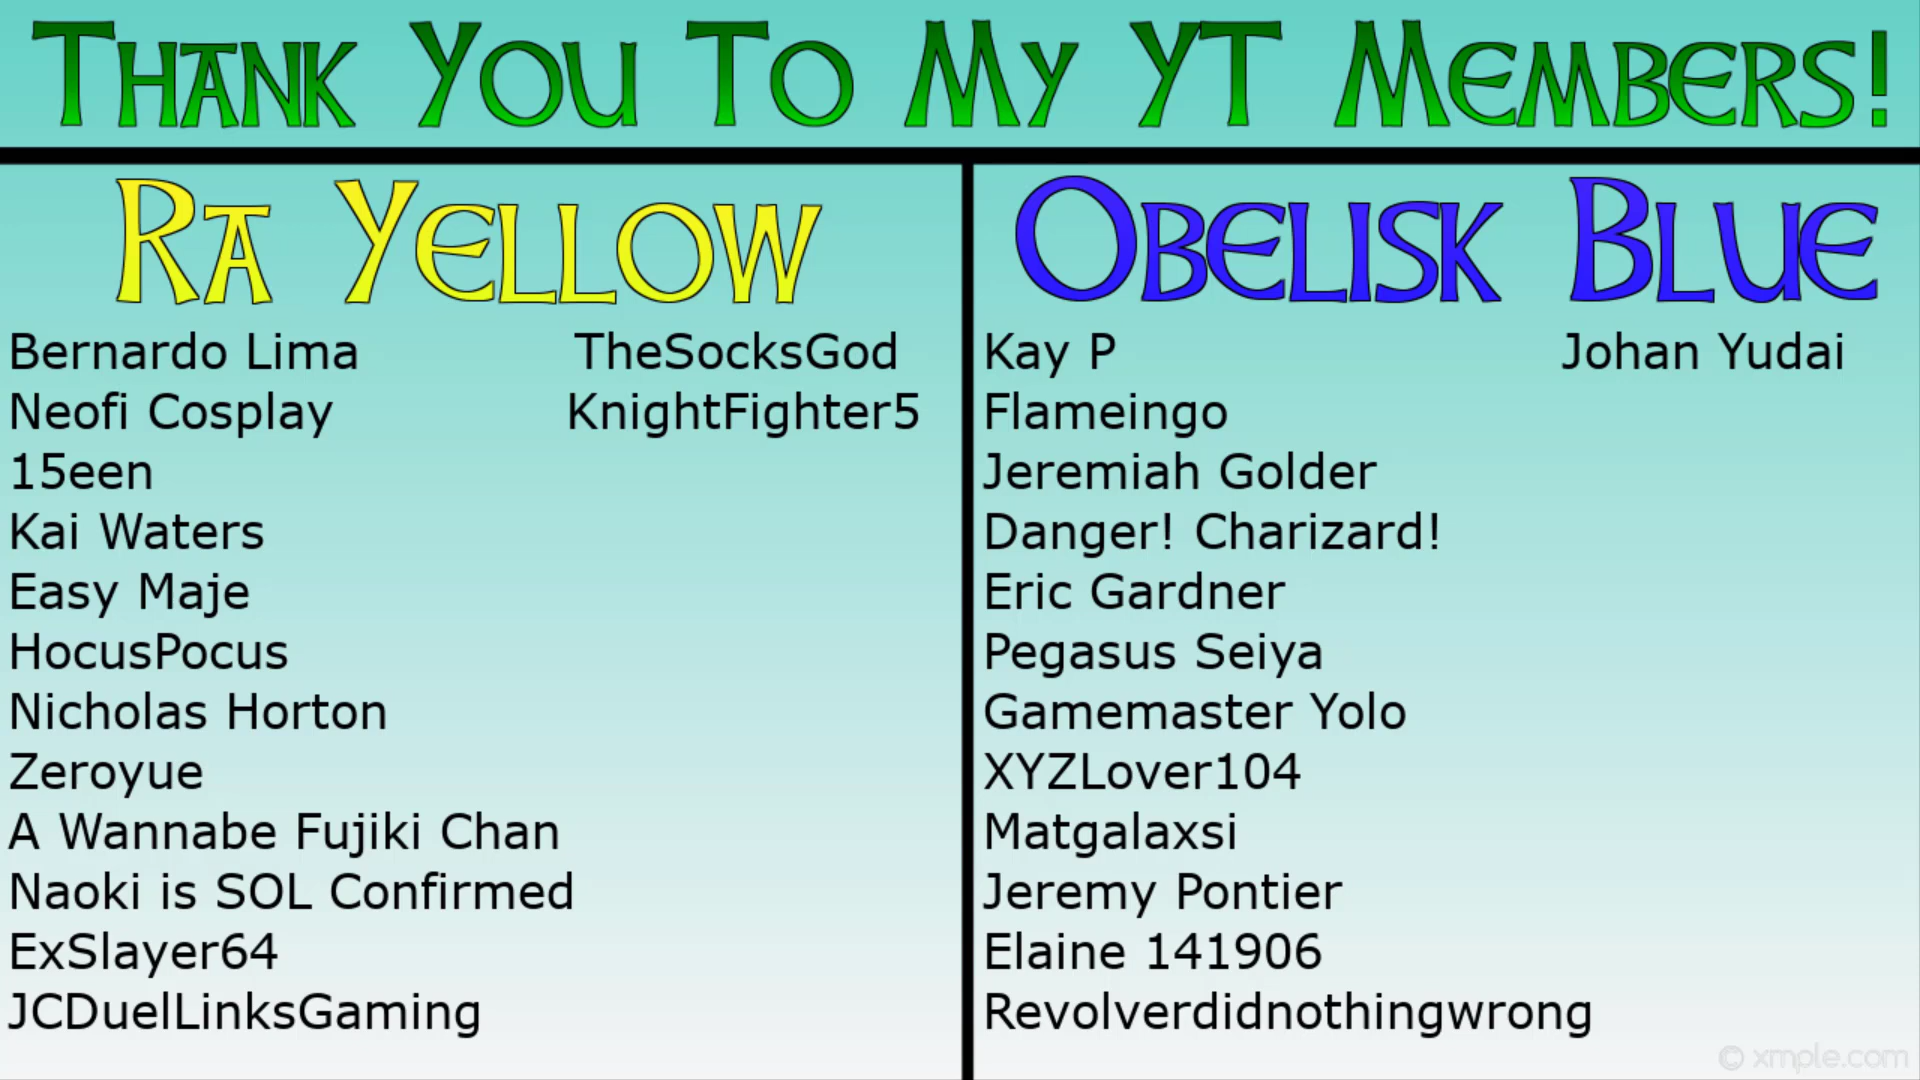 Thank You To My YT Members!
Ra Yellow
Bernardo Lima
Neofi Cosplay
15een
Kai Waters
Easy Maje
HocusPocus
Nicholas Horton
Zeroyue
A Wannabe Fujiki Chan
Naoki is SOL Confirmed
ExSlayer64
JCDuelLinksGaming
TheSocksGod
KnightFighter5
Obelisk Blue
Kay P
Flameingo
Jeremiah Golder
Danger! Charizard!
Eric Gardner
Pegasus Seiya
Gamemaster Yolo
XYZLover104
Matgalaxsi
Jeremy Pontier
Elaine 141906
Revolverdidnothingwrong
Johan Yudai
© xmple.com